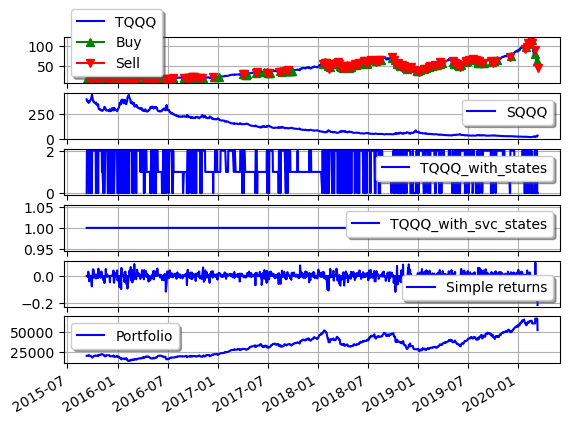 TQQQ
Buy
Sell
100
50
SQQQ
250
0
TQQQ_with_states
2
0
TQQQ_with_svc_states
1.05
1.00
0.95
Simple returns
0.0
−0.2
Portfolio
50000
25000
2015-07 2016-01 2016-07 2017-01 2017-07 2018-01 2018-07 2019-01 2019-07 2020-01